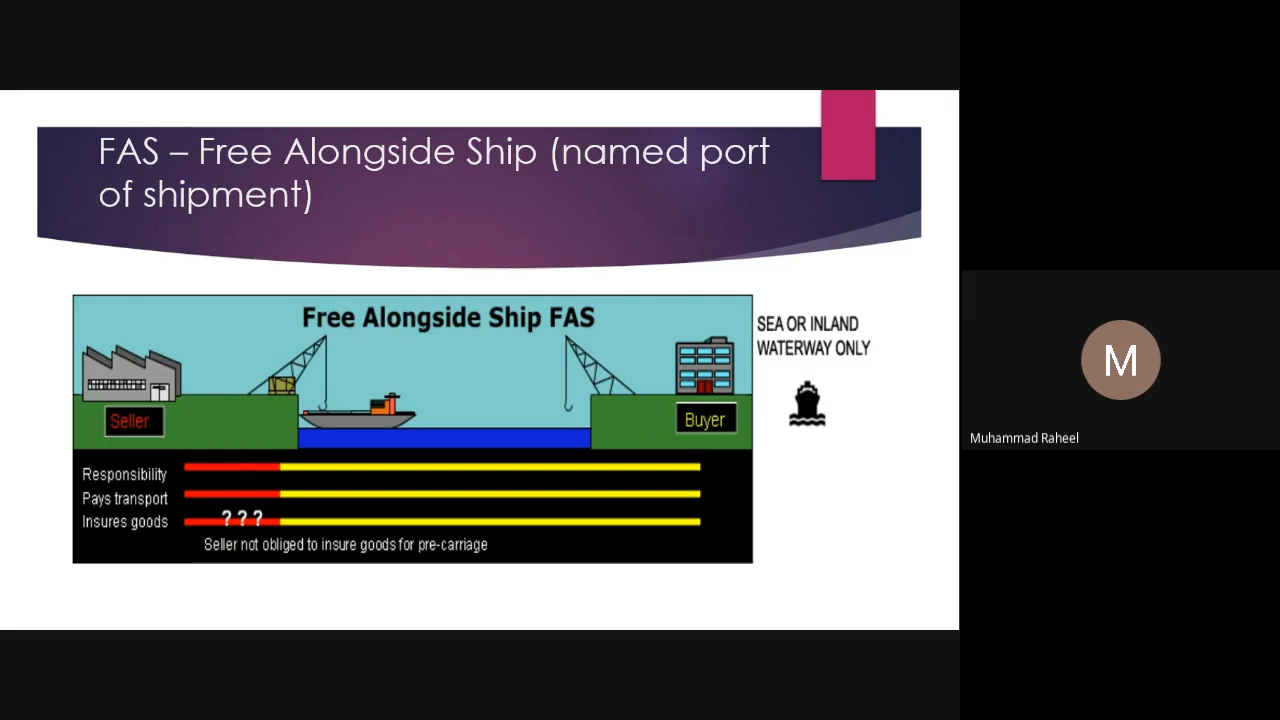 FAS – Free Alongside Ship (named port
of shipment)
Free Alongside Ship FAS
SEA OR INLAND
WATERWAY ONLY
Seller
Buyer
Responsibility
Pays transport
Insures goods
? ? ?
Seller not obliged to insure goods for pre-carriage
M
Muhammad Raheel